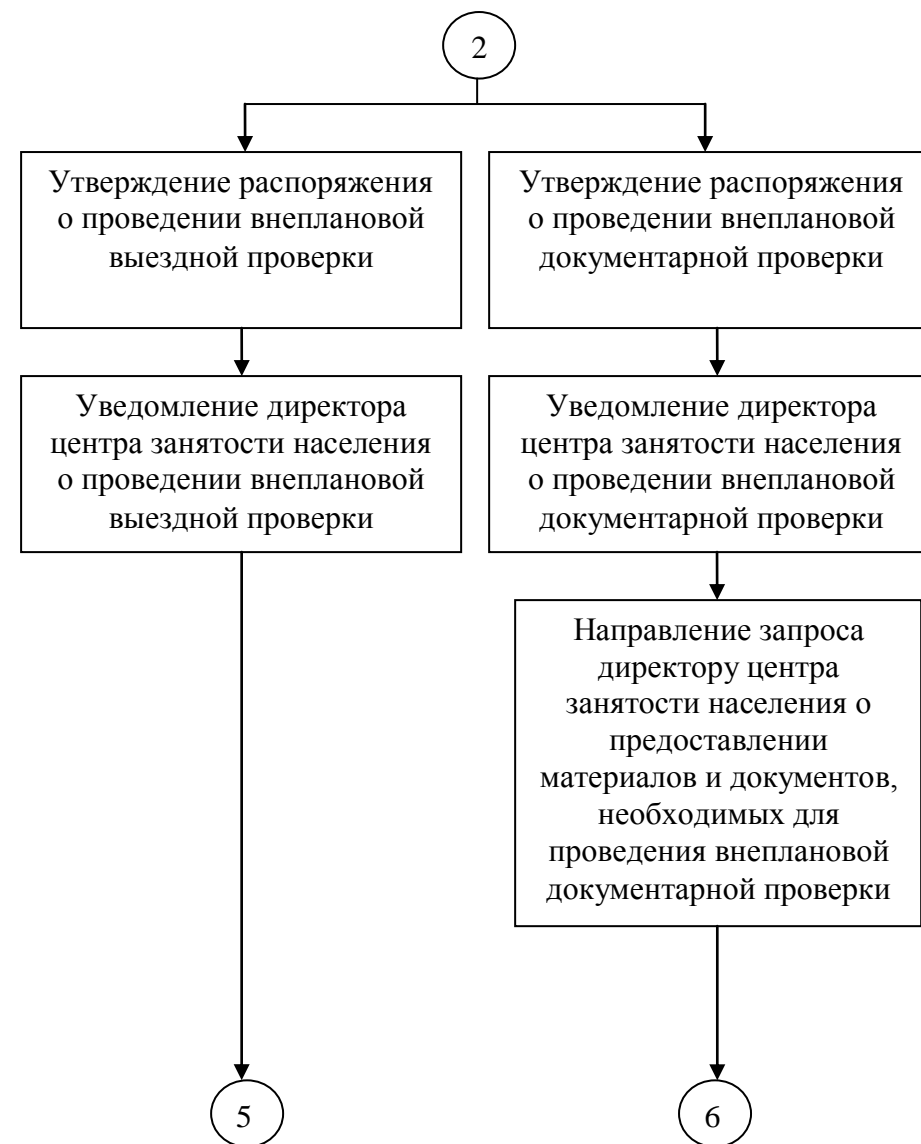 2
Утверждение распоряжения
о проведении внеплановой
выездной проверки
Утверждение распоряжения
о проведении внеплановой
документарной проверки
Уведомление директора
центра занятости населения
о проведении внеплановой
выездной проверки
Уведомление директора
центра занятости населения
о проведении внеплановой
документарной проверки
Направление запроса
директору центра
занятости населения о
предоставлении
материалов и документов,
необходимых для
проведения внеплановой
документарной проверки
5
6